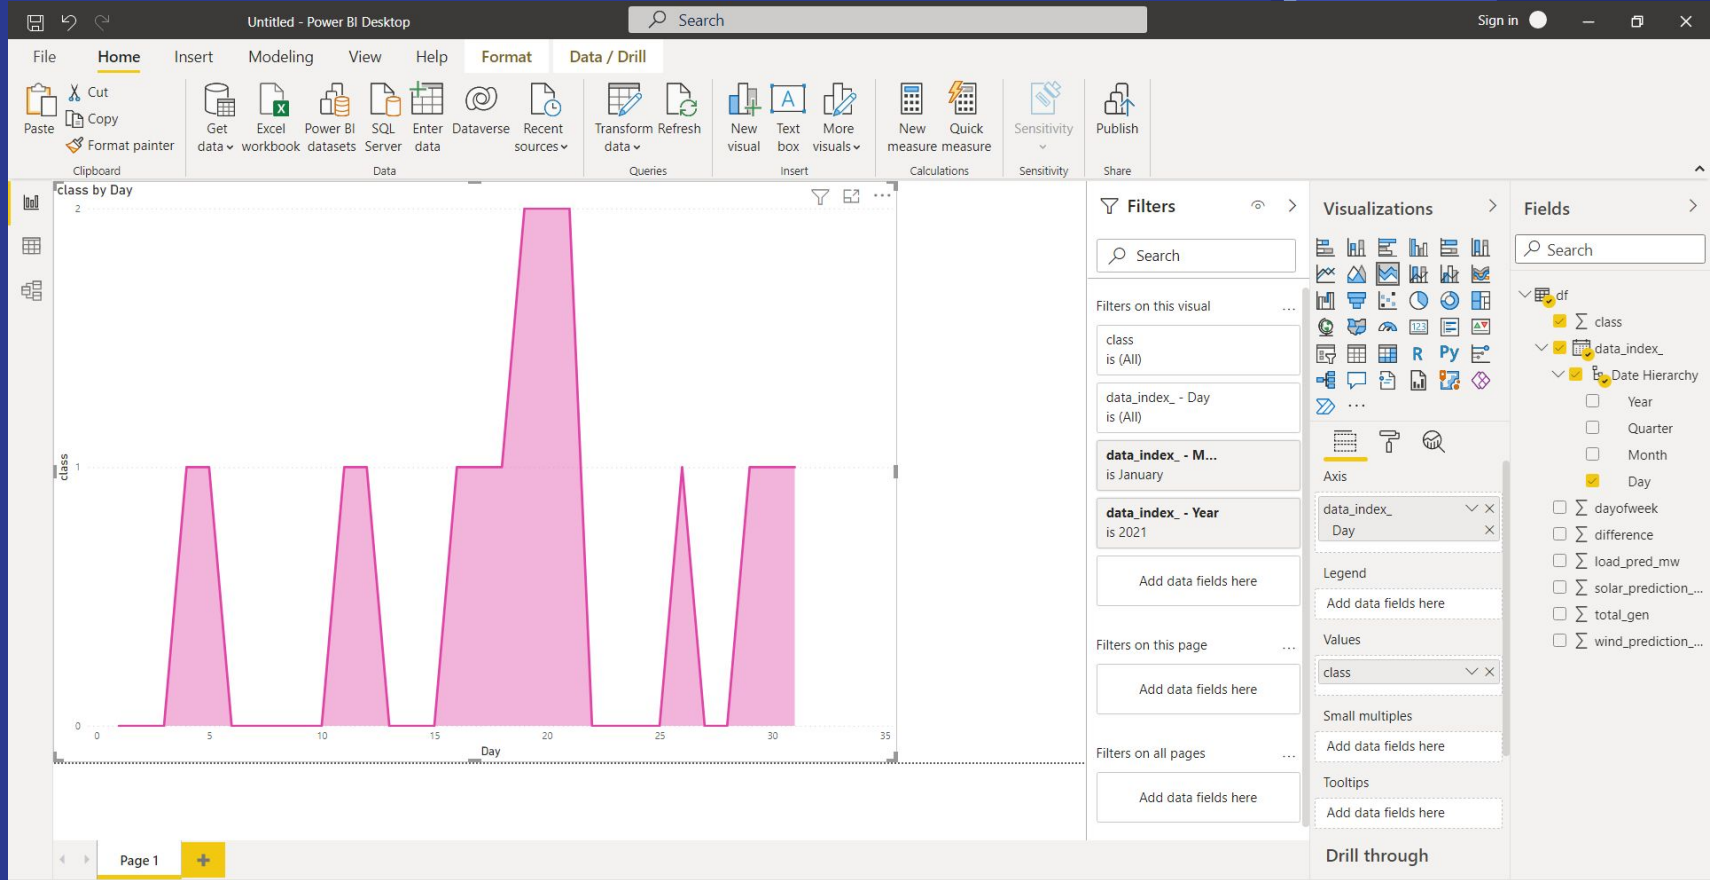 Untitled - Power BI Desktop
Search
Sign in
File Home Insert Modeling View Help Format Data / Drill
Paste
Cut
Copy
Format painter
Clipboard
Get data
Excel workbook
Power BI datasets
SQL Server
Enter data
Dataverse
Recent sources
Data
Transform data
Refresh
Queries
New visual
Text box
More visuals
Insert
New measure
Quick measure
Calculations
Sensitivity
Sensitivity
Publish
Share
class by Day
2
1
0
class
0 5 10 15 20 25 30 35
Day
Filters
Search
Filters on this visual ...
class
is (All)
data_index_ - Day
is (All)
data_index_ - M...
is January
data_index_ - Year
is 2021
Add data fields here
Filters on this page ...
Add data fields here
Filters on all pages ...
Add data fields here
Visualizations
123
R Py
...
Axis
data_index_
Day
Legend
Add data fields here
Values
class
Small multiples
Add data fields here
Tooltips
Add data fields here
Drill through
Fields
Search
df
class
data_index_
Date Hierarchy
Year
Quarter
Month
Day
dayofweek
difference
load_pred_mw
solar_prediction_...
total_gen
wind_prediction_...
Page 1